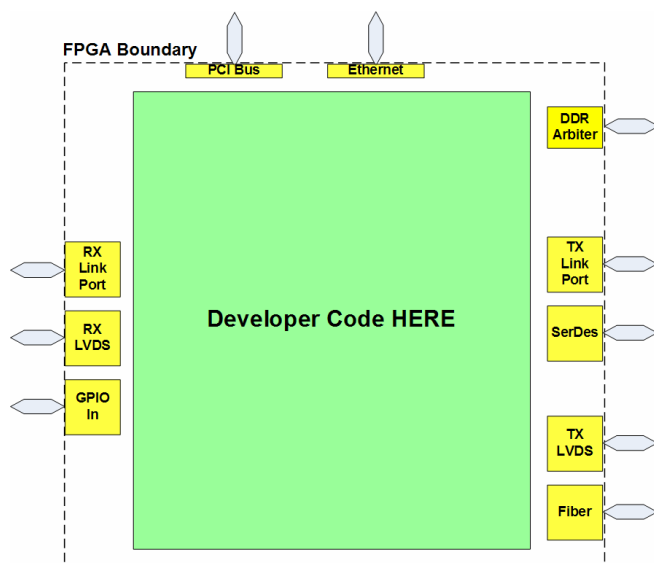 FPGA Boundary
PCI Bus
Ethernet
DDR
Arbiter
RX
Link
Port
TX
Link
Port
RX
LVDS
Developer Code HERE
SerDes
GPIO
In
TX
LVDS
Fiber